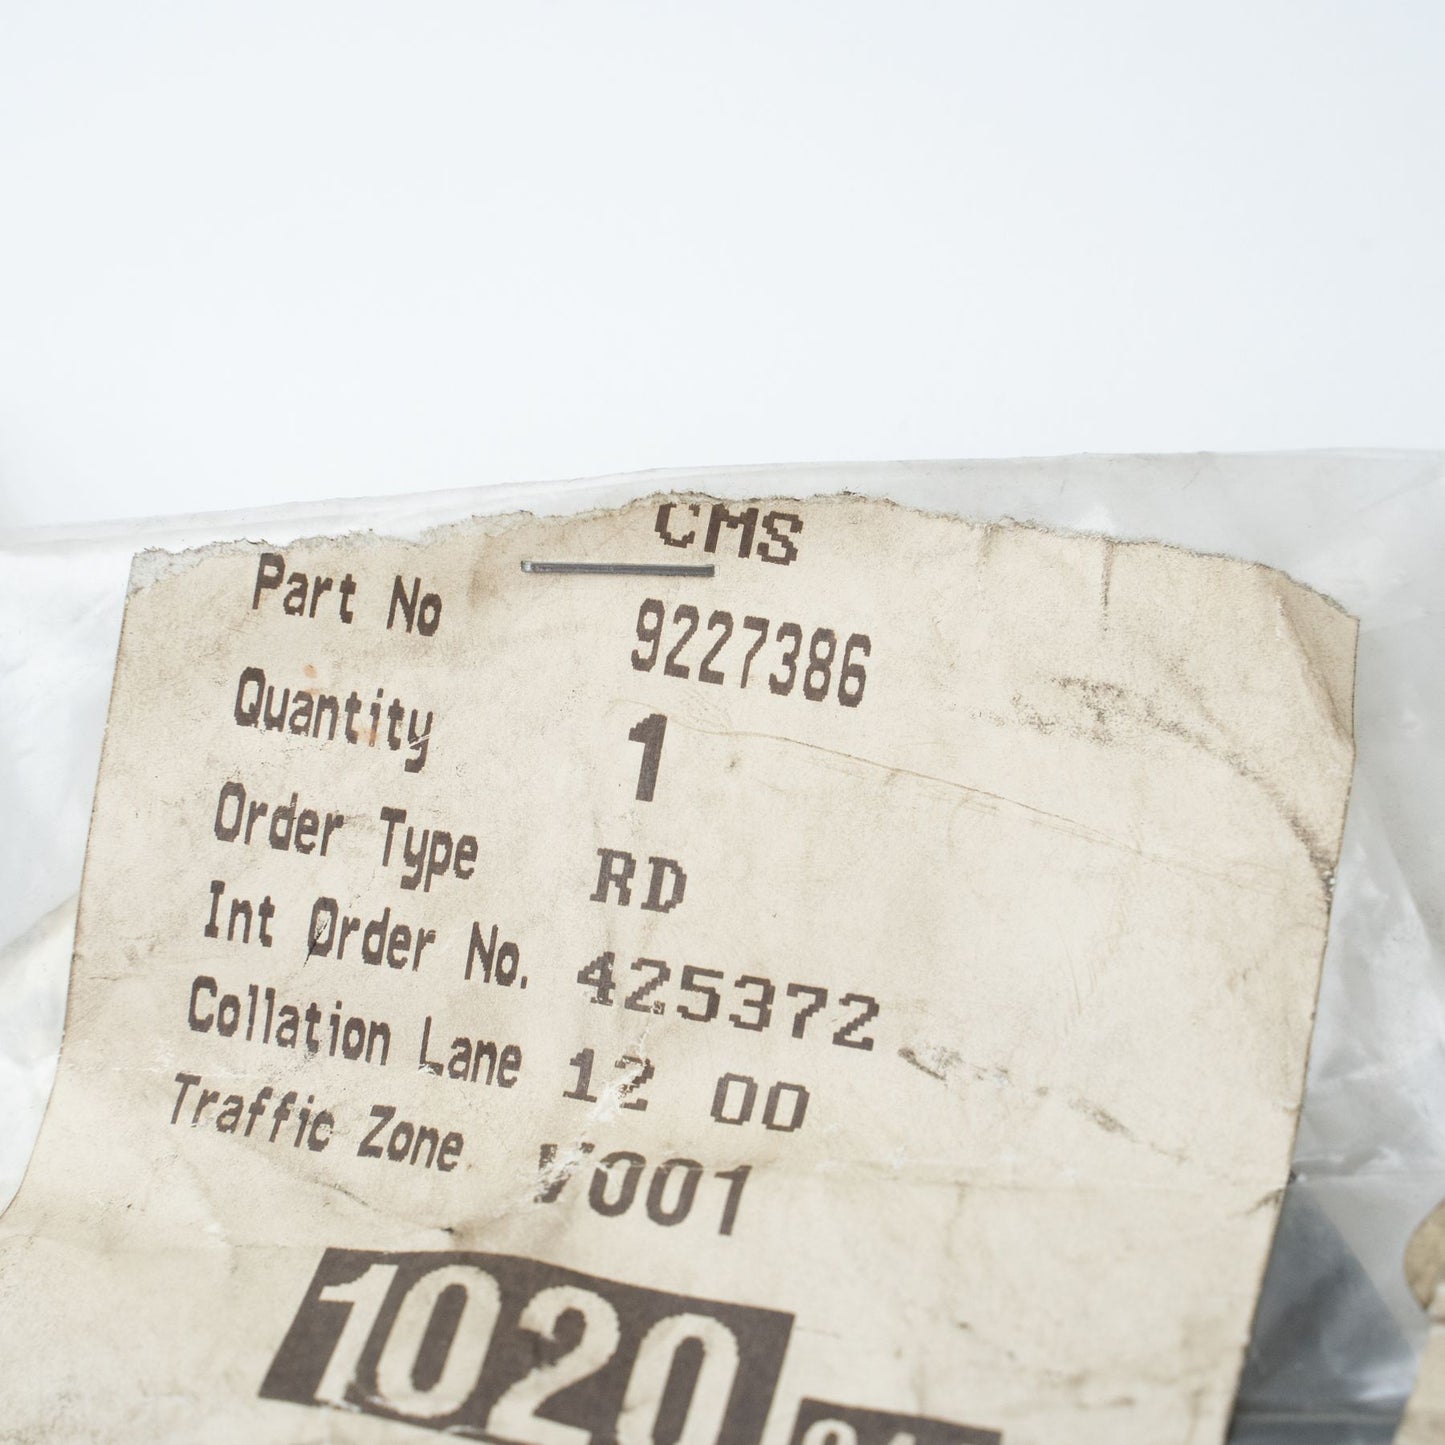 CMS
Part No 9227386
Quantity 1
Order Type RD
Int Order No. 425372
Collation Lane 12 00
Traffic Zone V001
1020